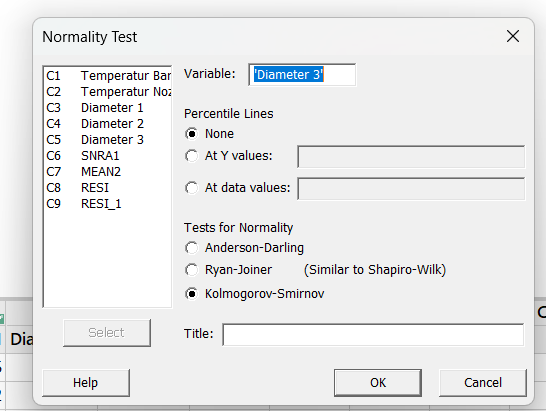 Normality Test
C1 Temperatur Bar
C2 Temperatur Noz
C3 Diameter 1
C4 Diameter 2
C5 Diameter 3
C6 SNRA1
C7 MEAN2
C8 RESI
C9 RESI_1
Select
Help
Variable: 'Diameter 3'
Percentile Lines
None
At Y values:
At data values:
Tests for Normality
Anderson-Darling
Ryan-Joiner (Similar to Shapiro-Wilk)
Kolmogorov-Smirnov
Title:
OK Cancel
Dia
C